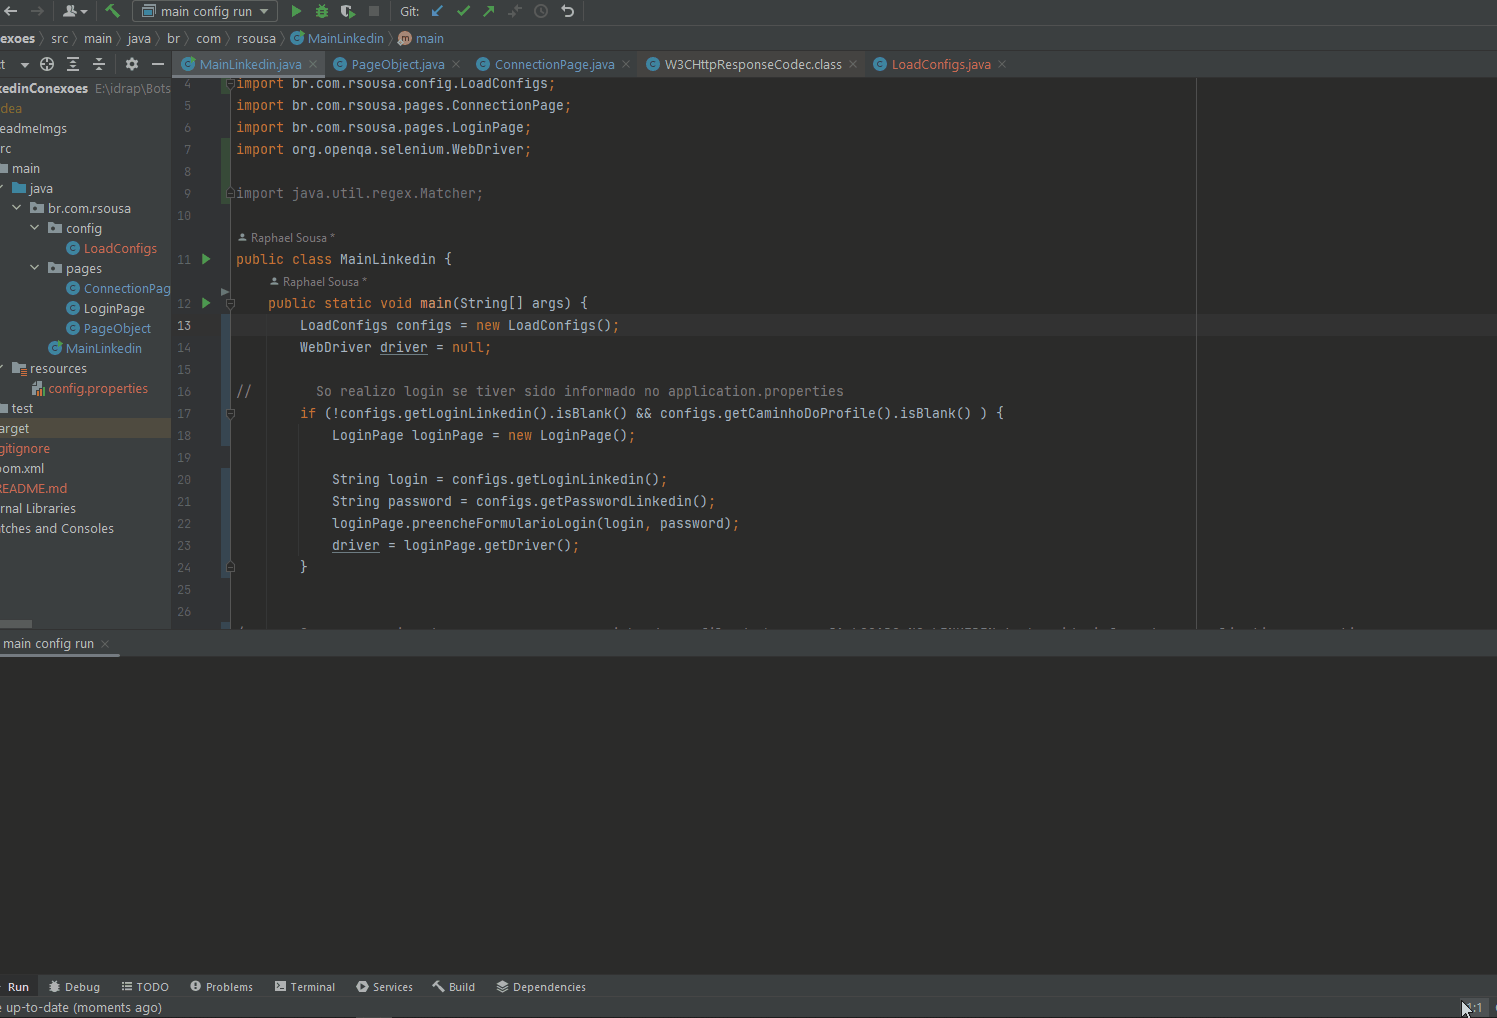 main config run Git:
exoes src main java br com rsousa MainLinkedin main
t MainLinkedin.java PageObject.java ConnectionPage.java W3CHttpResponseCodec.class LoadConfigs.java
kedinConexoes E:\idrap\Bots
dea
eadmeImgs
rc
main
java
br.com.rsousa
config
LoadConfigs
pages
ConnectionPag
LoginPage
PageObject
MainLinkedin
resources
config.properties
test
arget
gitignore
pom.xml
README.md
rnal Libraries
tches and Consoles
4 import br.com.rsousa.config.LoadConfigs;
5 import br.com.rsousa.pages.ConnectionPage;
6 import br.com.rsousa.pages.LoginPage;
7 import org.openqa.selenium.WebDriver;
8
9 import java.util.regex.Matcher;
10
Raphael Sousa *
11 public class MainLinkedin {
Raphael Sousa *
12 public static void main(String[] args) {
13 LoadConfigs configs = new LoadConfigs();
14 WebDriver driver = null;
15
16 // So realizo login se tiver sido informado no application.properties
17 if (!configs.getLoginLinkedin().isBlank() && configs.getCaminhoDoProfile().isBlank() ) {
18 LoginPage loginPage = new LoginPage();
19
20 String login = configs.getLoginLinkedin();
21 String password = configs.getPasswordLinkedin();
22 loginPage.preencheFormularioLogin(login, password);
23 driver = loginPage.getDriver();
24 }
25
26
main config run
Run Debug TODO Problems Terminal Services Build Dependencies
e up-to-date (moments ago) :1